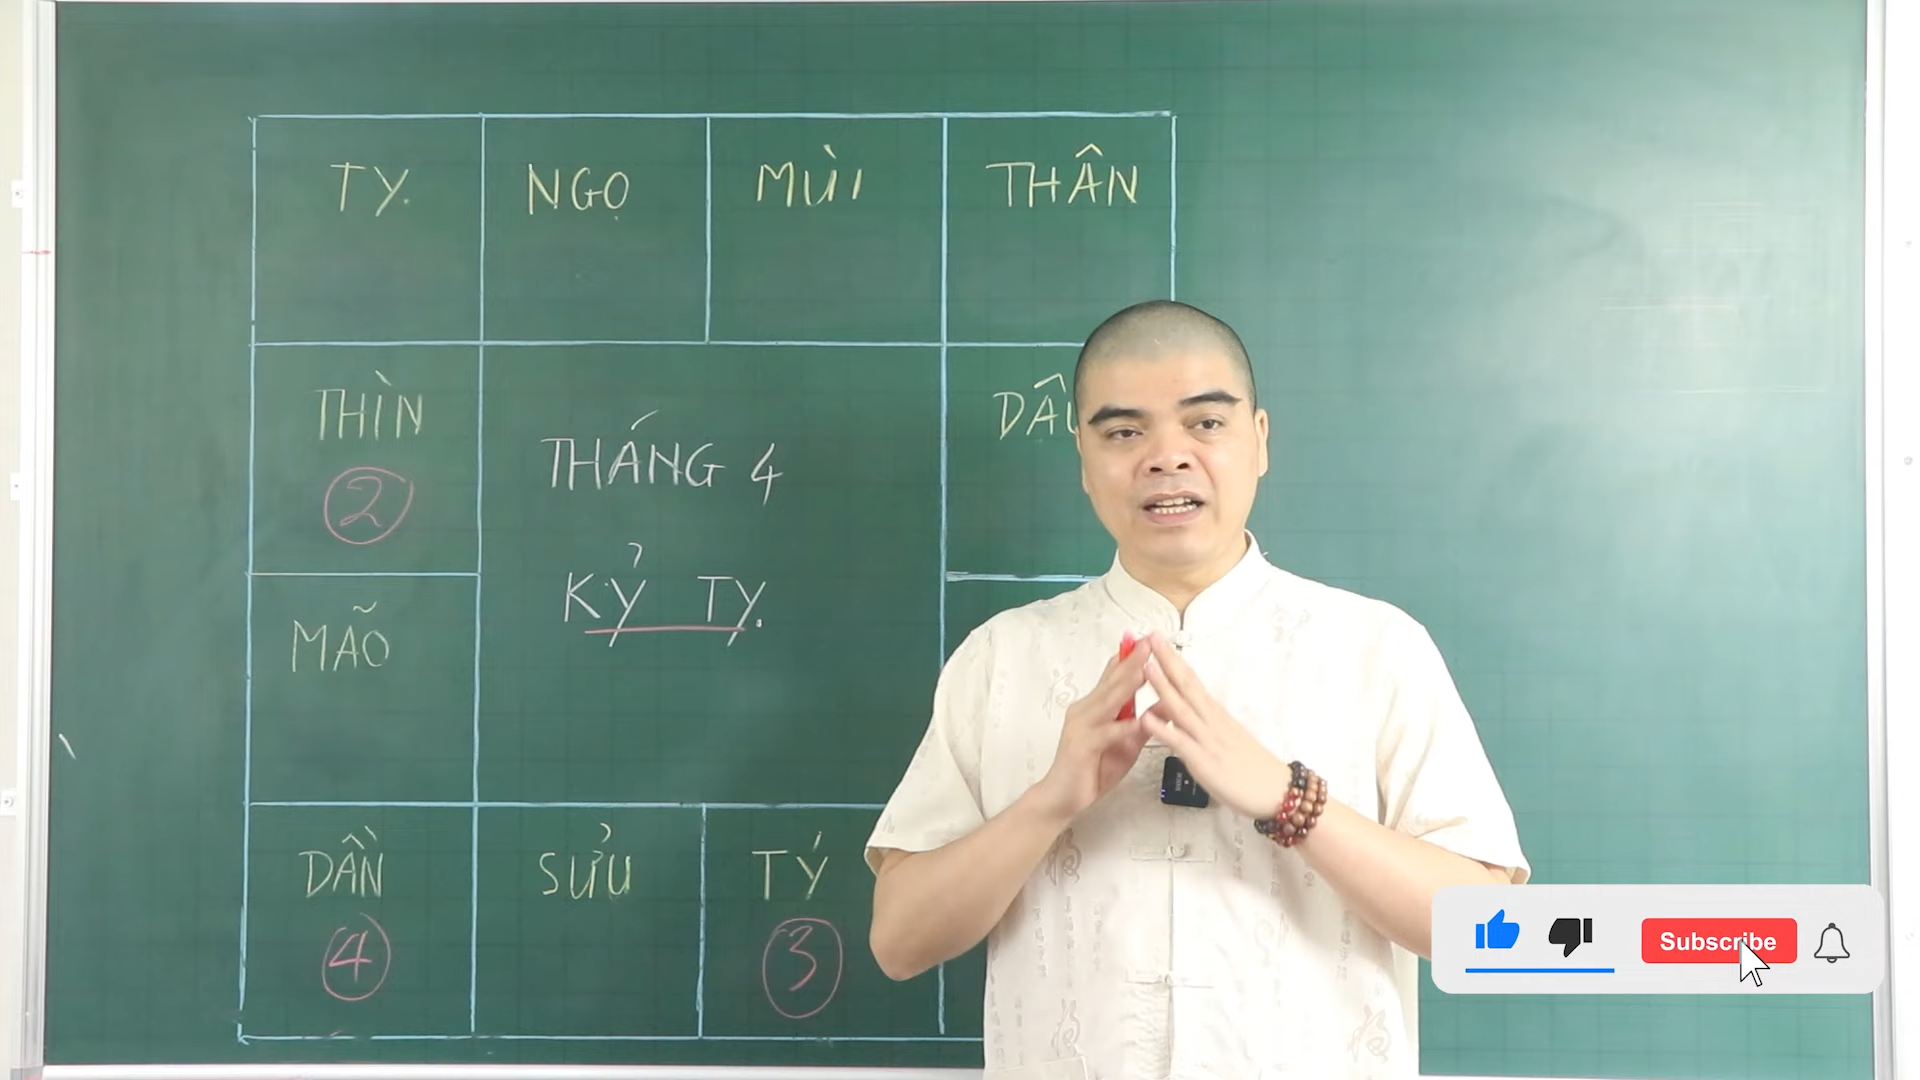 TỴ
NGỌ
MÙI
THÂN
THÌN
2
THÁNG 4
KỶ TỴ
MÃO
DẦN
4
SỬU
TÝ
3
Subscribe